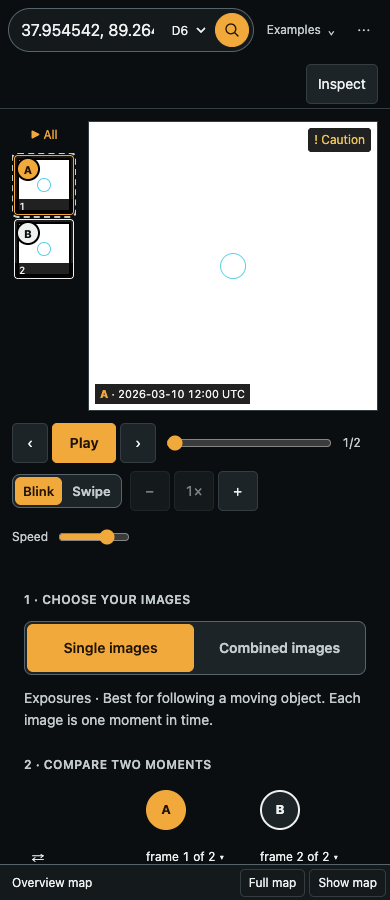 37.954542, 89.264 D6 Examples ⌄ ···
Inspect
▶ All
! Caution
A
1
B
2
A · 2026-03-10 12:00 UTC
‹ Play › 1/2
Blink Swipe − 1× +
Speed
1 · CHOOSE YOUR IMAGES
Single images Combined images
Exposures · Best for following a moving object. Each
image is one moment in time.
2 · COMPARE TWO MOMENTS
A B
⇄ frame 1 of 2 ▾ frame 2 of 2 ▾
Overview map Full map Show map